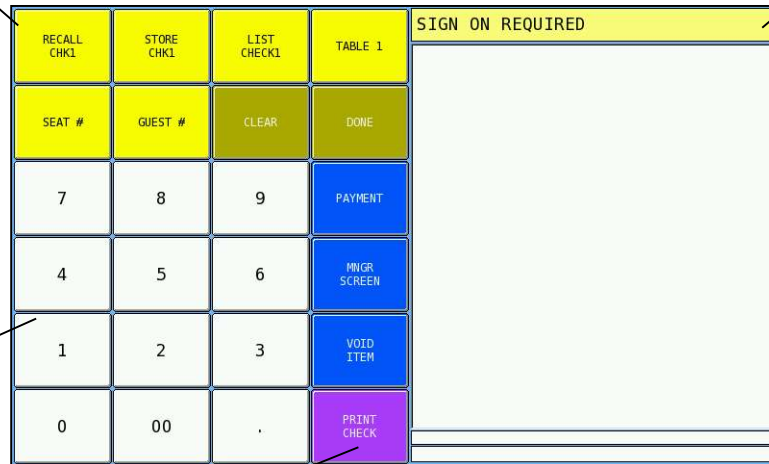 RECALL
CHK1
STORE
CHK1
LIST
CHECK1
TABLE 1
SIGN ON REQUIRED
SEAT #
GUEST #
CLEAR
DONE
7
8
9
PAYMENT
4
5
6
MNGR
SCREEN
1
2
3
VOID
ITEM
0
00
.
PRINT
CHECK